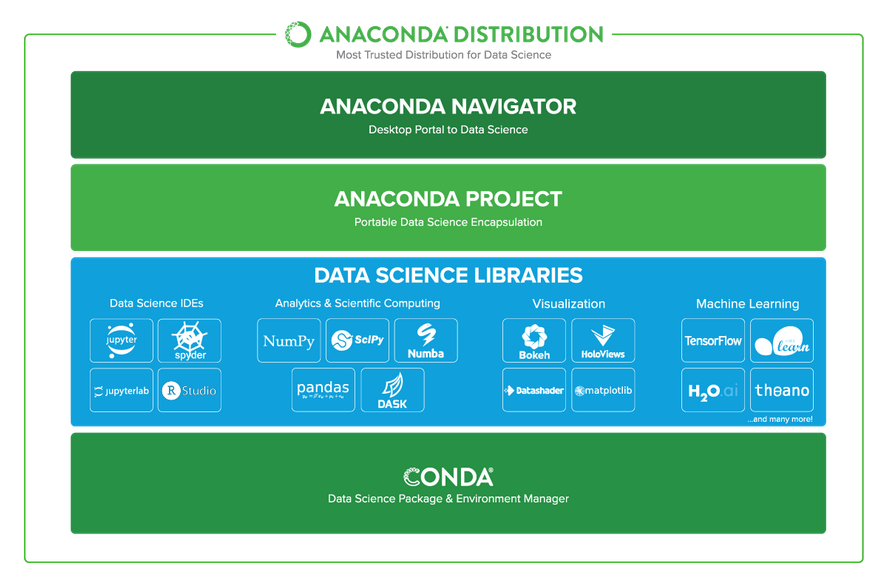 ANACONDA® DISTRIBUTION
Most Trusted Distribution for Data Science
ANACONDA NAVIGATOR
Desktop Portal to Data Science
ANACONDA PROJECT
Portable Data Science Encapsulation
DATA SCIENCE LIBRARIES
Data Science IDEs
jupyter
spyder
jupyterlab
R Studio
Analytics & Scientific Computing
NumPy
SciPy
Numba
pandas
DASK
Visualization
Bokeh
HoloViews
Datashader
matplotlib
Machine Learning
TensorFlow
learn
H2O.ai
theano
...and many more!
CONDA®
Data Science Package & Environment Manager